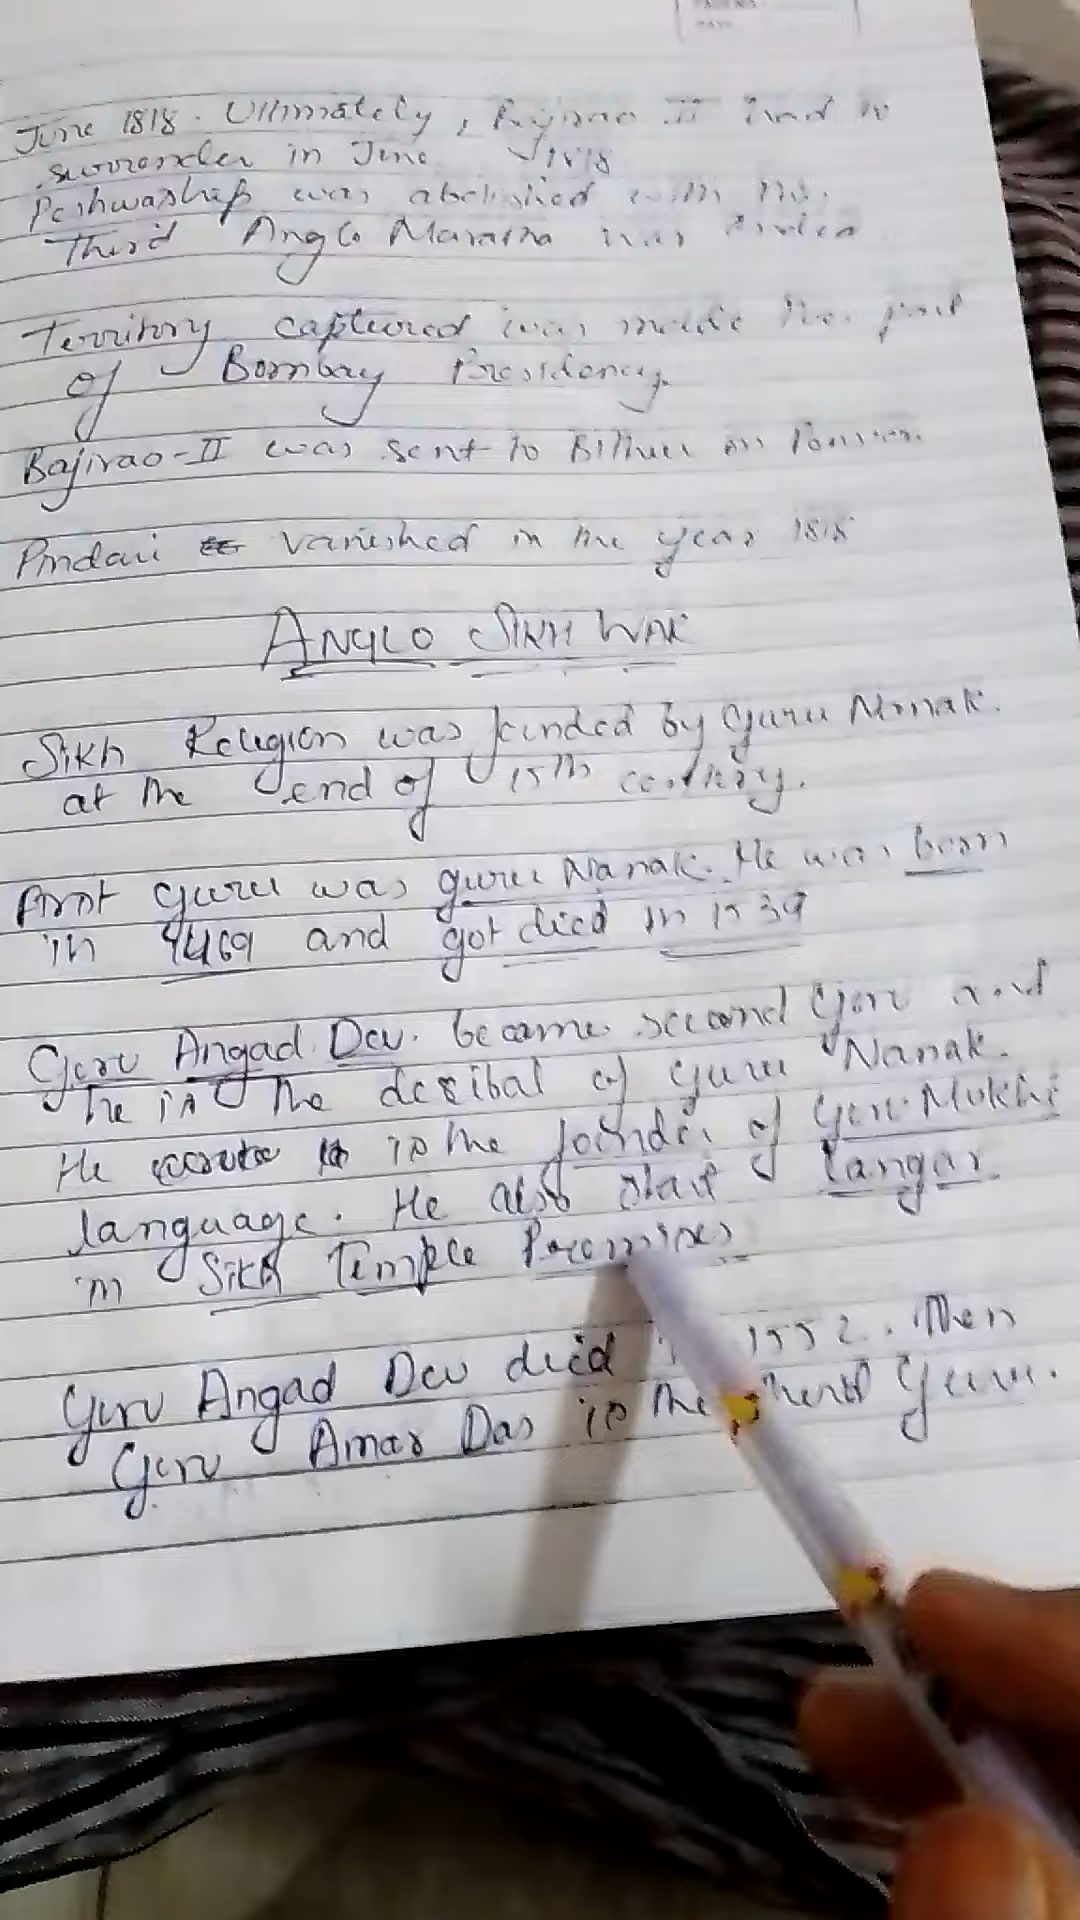 June 1818. Ultimately, Bajirao II had to
surrender in June 1818
Peshwaship was abolished with this.
Third Anglo Maratha war
Territory captured was made the part
of Bombay Presidency.
Bajirao-II was sent to Bithur on Pension.
Pindari vanished in the year 1818
ANGLO SIKH WAR
Sikh Religion was funded by Guru Nanak.
at the end of 15th century.
First guru was guru Nanak. He was born
in 1469 and got died in 1539
Guru Angad Dev. became second Guru and
he is the desibal of guru Nanak.
He is the founder of Guru Mukhi
language. He also start langar
in Sikh Temple Premises
Guru Angad Dev died 1552. Then
Guru Amar Das is the guru.